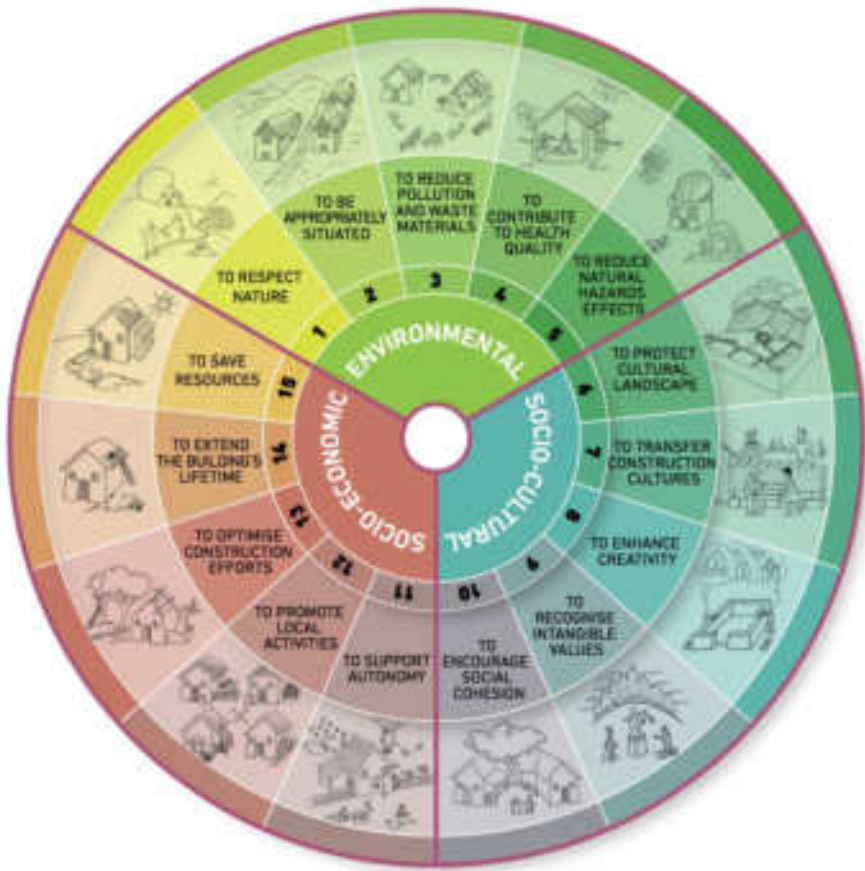 ENVIRONMENTAL
1
TO RESPECT
NATURE
2
TO BE
APPROPRIATELY
SITUATED
3
TO REDUCE
POLLUTION
AND WASTE
MATERIALS
4
TO
CONTRIBUTE
TO HEALTH
QUALITY
5
TO REDUCE
NATURAL
HAZARDS
EFFECTS
SOCIO-CULTURAL
6
TO PROTECT
CULTURAL
LANDSCAPE
7
TO TRANSFER
CONSTRUCTION
CULTURES
8
TO ENHANCE
CREATIVITY
9
TO
RECOGNISE
INTANGIBLE
VALUES
10
TO
ENCOURAGE
SOCIAL
COHESION
SOCIO-ECONOMIC
11
TO SUPPORT
AUTONOMY
12
TO PROMOTE
LOCAL
ACTIVITIES
13
TO OPTIMISE
CONSTRUCTION
EFFORTS
14
TO EXTEND
THE BUILDING'S
LIFETIME
15
TO SAVE
RESOURCES